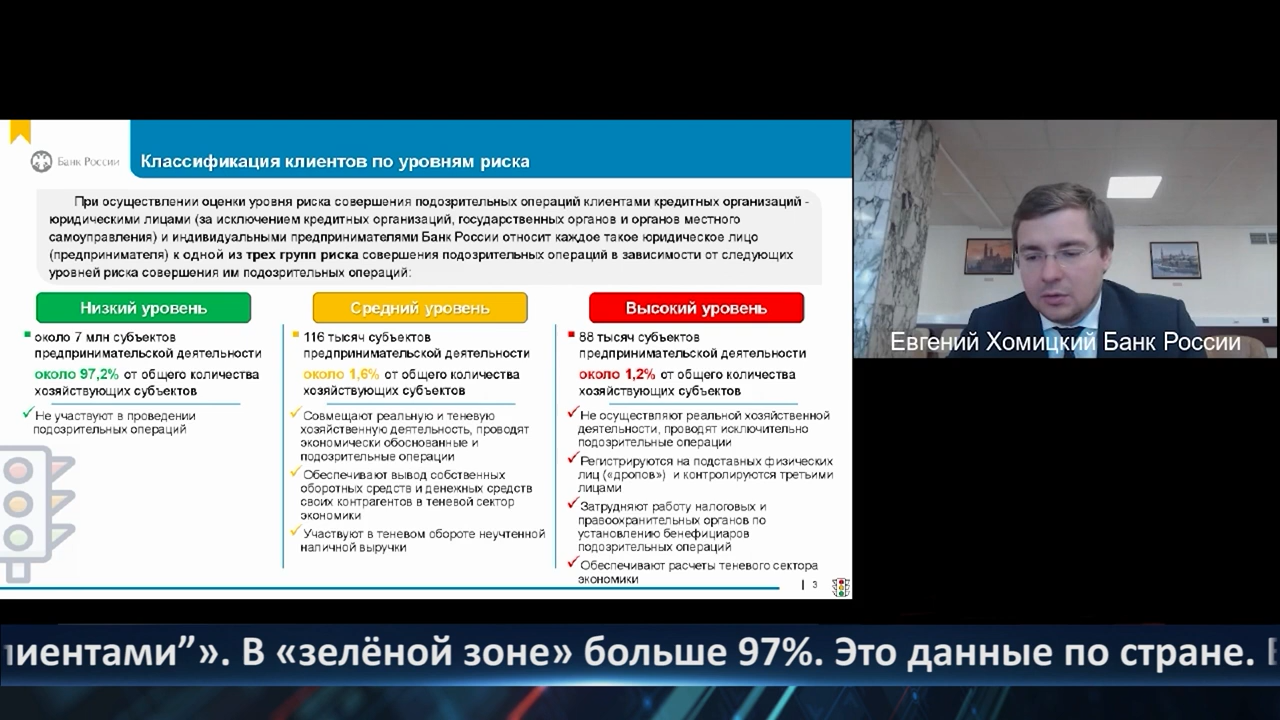 Банк России
Классификация клиентов по уровням риска
При осуществлении оценки уровня риска совершения подозрительных операций клиентами кредитных организаций -
юридическими лицами (за исключением кредитных организаций, государственных органов и органов местного
самоуправления) и индивидуальными предпринимателями Банк России относит каждое такое юридическое лицо
(предпринимателя) к одной из трех групп риска совершения подозрительных операций в зависимости от следующих
уровней риска совершения им подозрительных операций:
Низкий уровень
около 7 млн субъектов
предпринимательской деятельности
около 97,2% от общего количества
хозяйствующих субъектов
Не участвуют в проведении
подозрительных операций
Средний уровень
116 тысяч субъектов
предпринимательской деятельности
около 1,6% от общего количества
хозяйствующих субъектов
Совмещают реальную и теневую
хозяйственную деятельность, проводят
экономически обоснованные и
подозрительные операции
Обеспечивают вывод собственных
оборотных средств и денежных средств
своих контрагентов в теневой сектор
экономики
Участвуют в теневом обороте неучтенной
наличной выручки
Высокий уровень
88 тысяч субъектов
предпринимательской деятельности
около 1,2% от общего количества
хозяйствующих субъектов
Не осуществляют реальной хозяйственной
деятельности, проводят исключительно
подозрительные операции
Регистрируются на подставных физических
лиц («дропов») и контролируются третьими
лицами
Затрудняют работу налоговых и
правоохранительных органов по
установлению бенефициаров
подозрительных операций
Обеспечивают расчеты теневого сектора
экономики
3
Евгений Хомицкий Банк России
лиентами”». В «зелёной зоне» больше 97%. Это данные по стране.